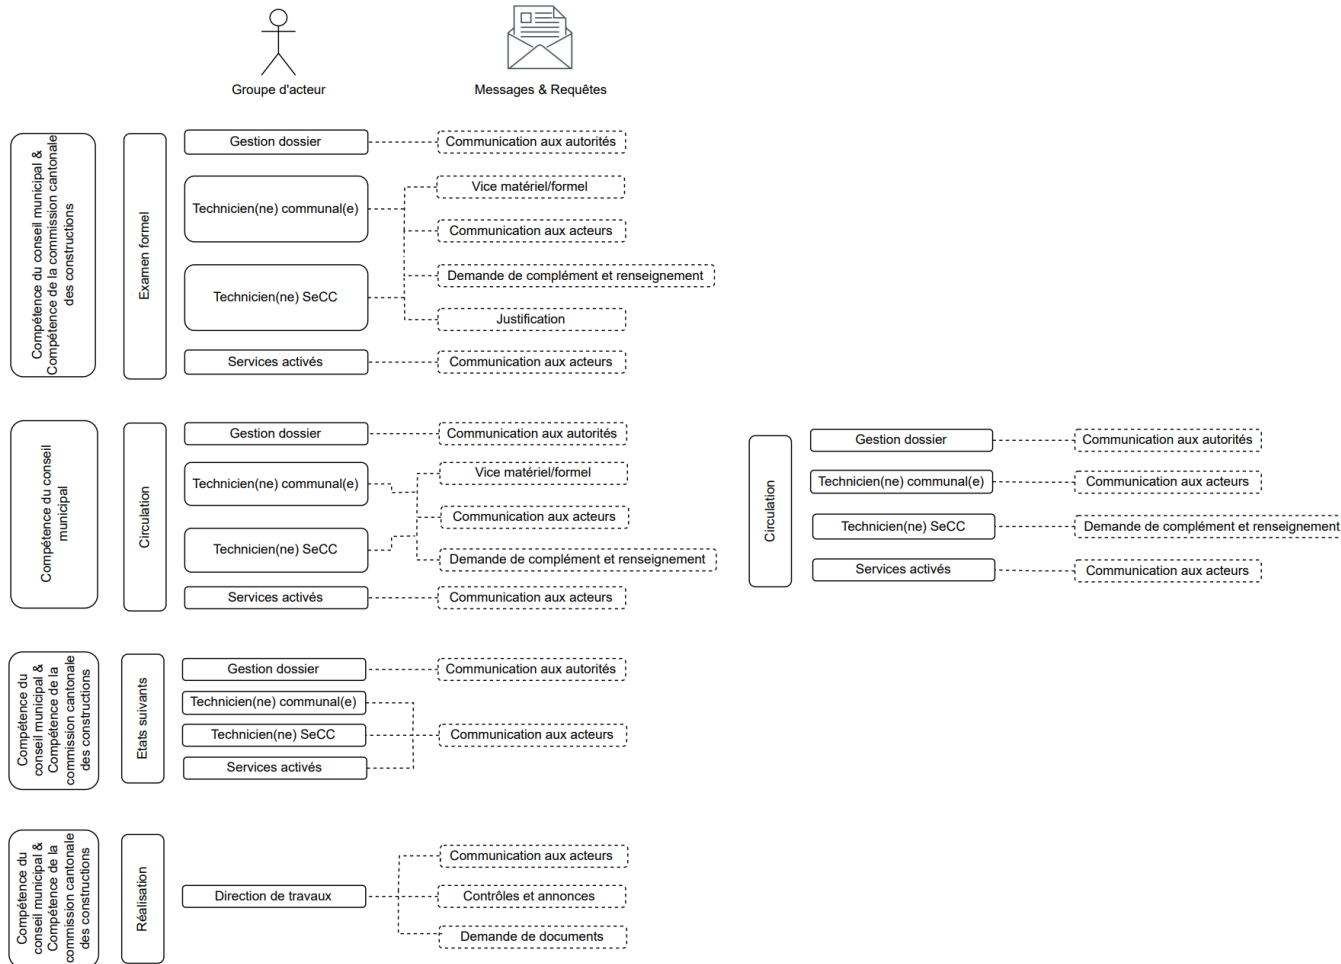 Groupe d'acteur
Messages & Requêtes
Compétence du conseil municipal &
Compétence de la commission cantonale
des constructions
Examen formel
Gestion dossier
Communication aux autorités
Technicien(ne) communal(e)
Vice matériel/formel
Communication aux acteurs
Technicien(ne) SeCC
Demande de complément et renseignement
Justification
Services activés
Communication aux acteurs
Compétence du conseil
municipal
Circulation
Gestion dossier
Communication aux autorités
Technicien(ne) communal(e)
Vice matériel/formel
Communication aux acteurs
Technicien(ne) SeCC
Demande de complément et renseignement
Services activés
Communication aux acteurs
Circulation
Gestion dossier
Communication aux autorités
Technicien(ne) communal(e)
Communication aux acteurs
Technicien(ne) SeCC
Demande de complément et renseignement
Services activés
Communication aux acteurs
Compétence du
conseil municipal &
Compétence de la
commission cantonale
des constructions
Etats suivants
Gestion dossier
Communication aux autorités
Technicien(ne) communal(e)
Technicien(ne) SeCC
Communication aux acteurs
Services activés
Compétence du
conseil municipal &
Compétence de la
commission cantonale
des constructions
Réalisation
Direction de travaux
Communication aux acteurs
Contrôles et annonces
Demande de documents